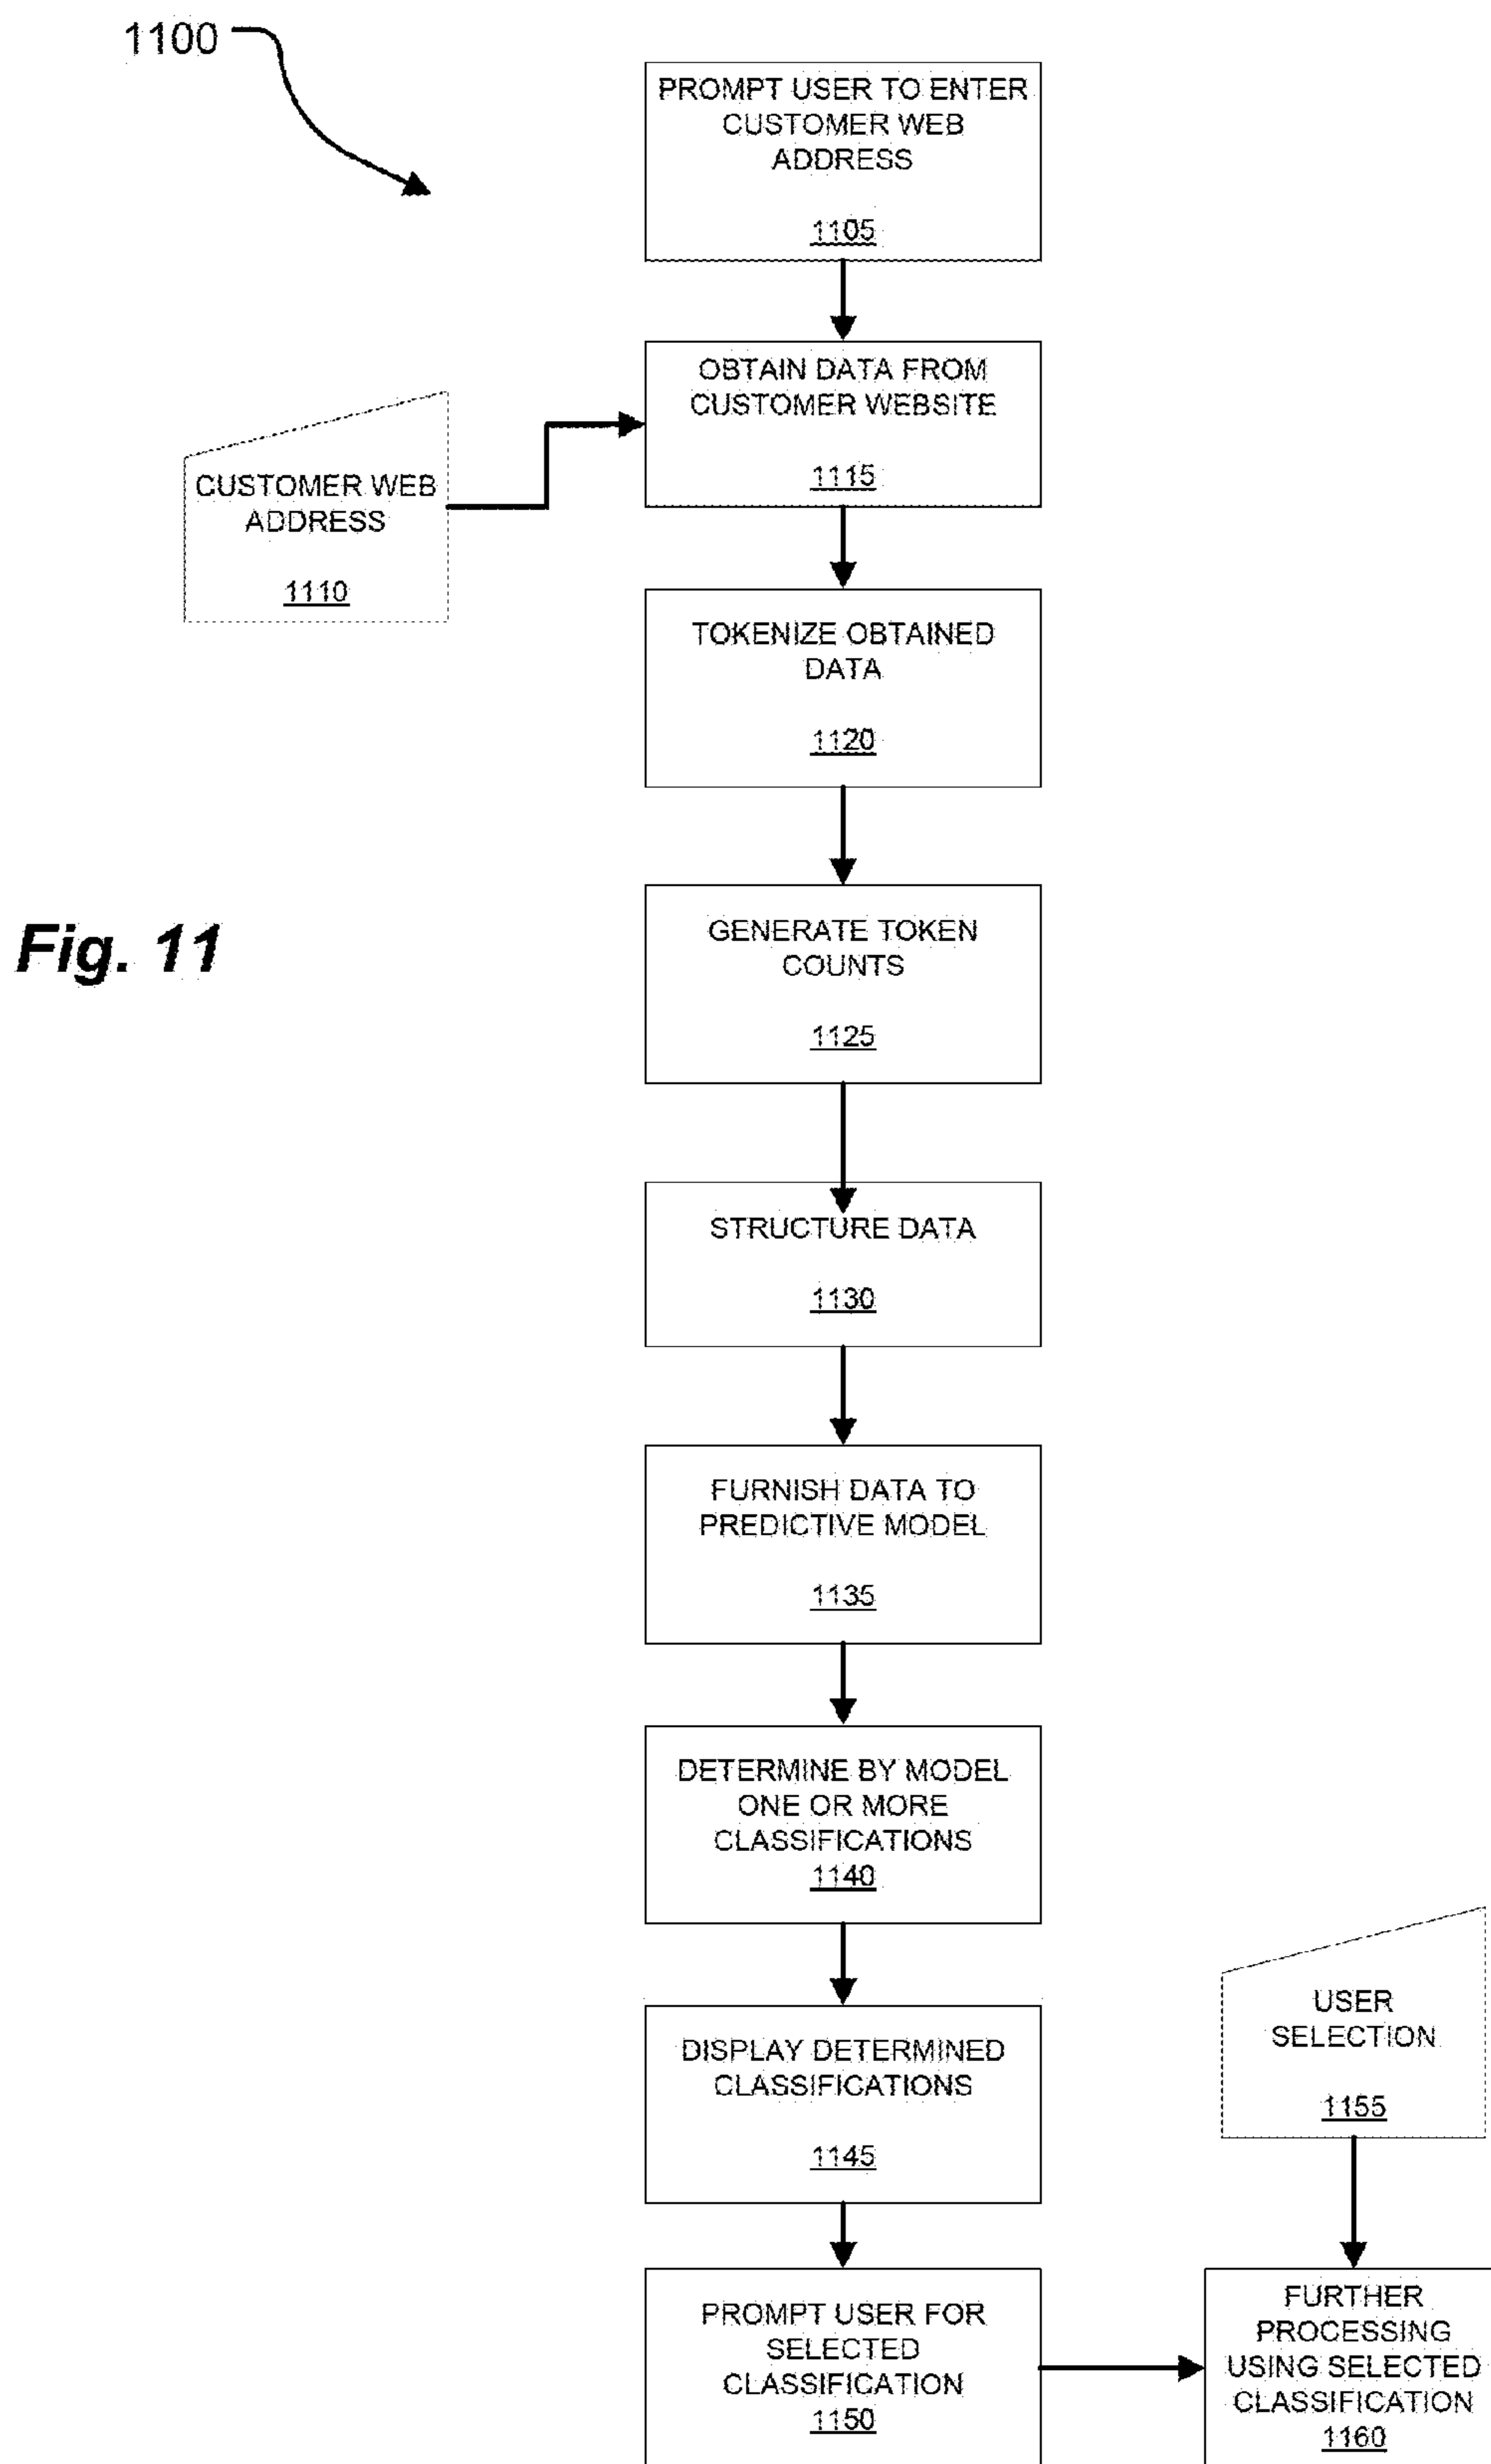 1100
PROMPT USER TO ENTER
CUSTOMER WEB
ADDRESS
1105
OBTAIN DATA FROM
CUSTOMER WEBSITE
1115
CUSTOMER WEB
ADDRESS
1110
TOKENIZE OBTAINED
DATA
1120
Fig. 11
GENERATE TOKEN
COUNTS
1125
STRUCTURE DATA
1130
FURNISH DATA TO
PREDICTIVE MODEL
1135
DETERMINE BY MODEL
ONE OR MORE
CLASSIFICATIONS
1140
DISPLAY DETERMINED
CLASSIFICATIONS
1145
USER
SELECTION
1155
PROMPT USER FOR
SELECTED
CLASSIFICATION
1150
FURTHER
PROCESSING
USING SELECTED
CLASSIFICATION
1160